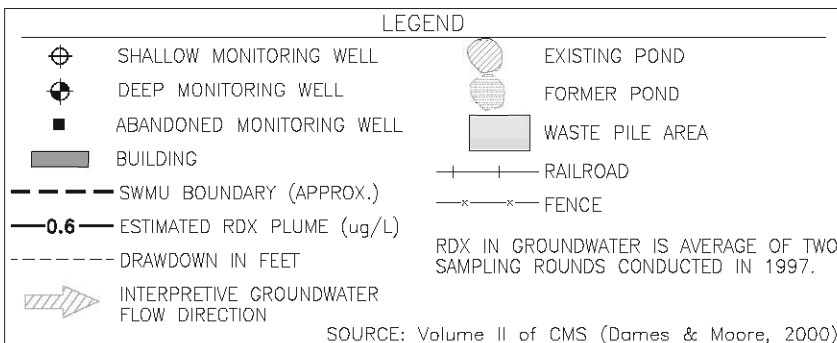 LEGEND
SHALLOW MONITORING WELL
DEEP MONITORING WELL
ABANDONED MONITORING WELL
BUILDING
SWMU BOUNDARY (APPROX.)
0.6 ESTIMATED RDX PLUME (ug/L)
DRAWDOWN IN FEET
INTERPRETIVE GROUNDWATER
FLOW DIRECTION
EXISTING POND
FORMER POND
WASTE PILE AREA
RAILROAD
FENCE
RDX IN GROUNDWATER IS AVERAGE OF TWO
SAMPLING ROUNDS CONDUCTED IN 1997.
SOURCE: Volume II of CMS (Dames & Moore, 2000)